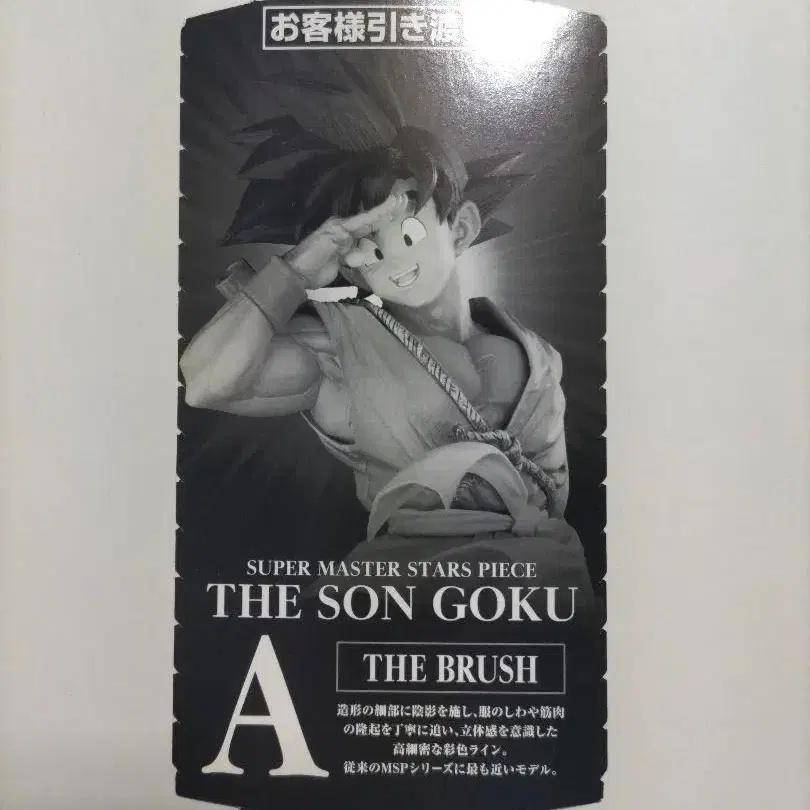 お客様引き渡
SUPER MASTER STARS PIECE
THE SON GOKU
A
THE BRUSH
造形の細部に陰影を施し、服のしわや筋肉
の隆起を丁寧に追い、立体感を意識した
高細密な彩色ライン。
従来のMSPシリーズに最も近いモデル。